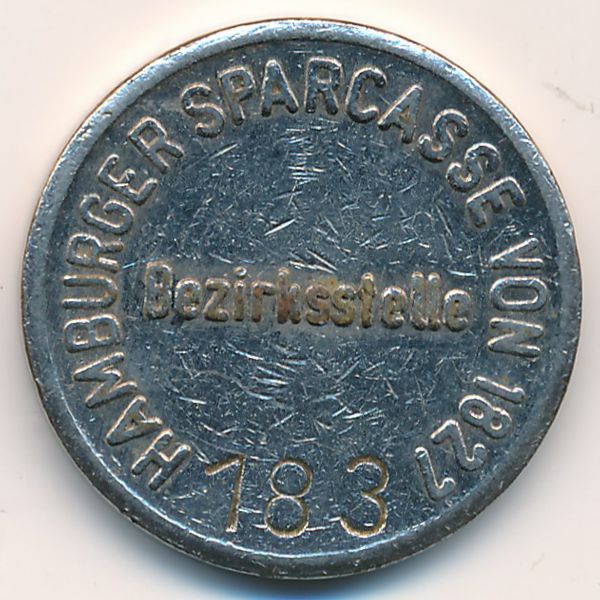 HAMBURGER SPARCASSE VON 1827
Bezirksstelle
183